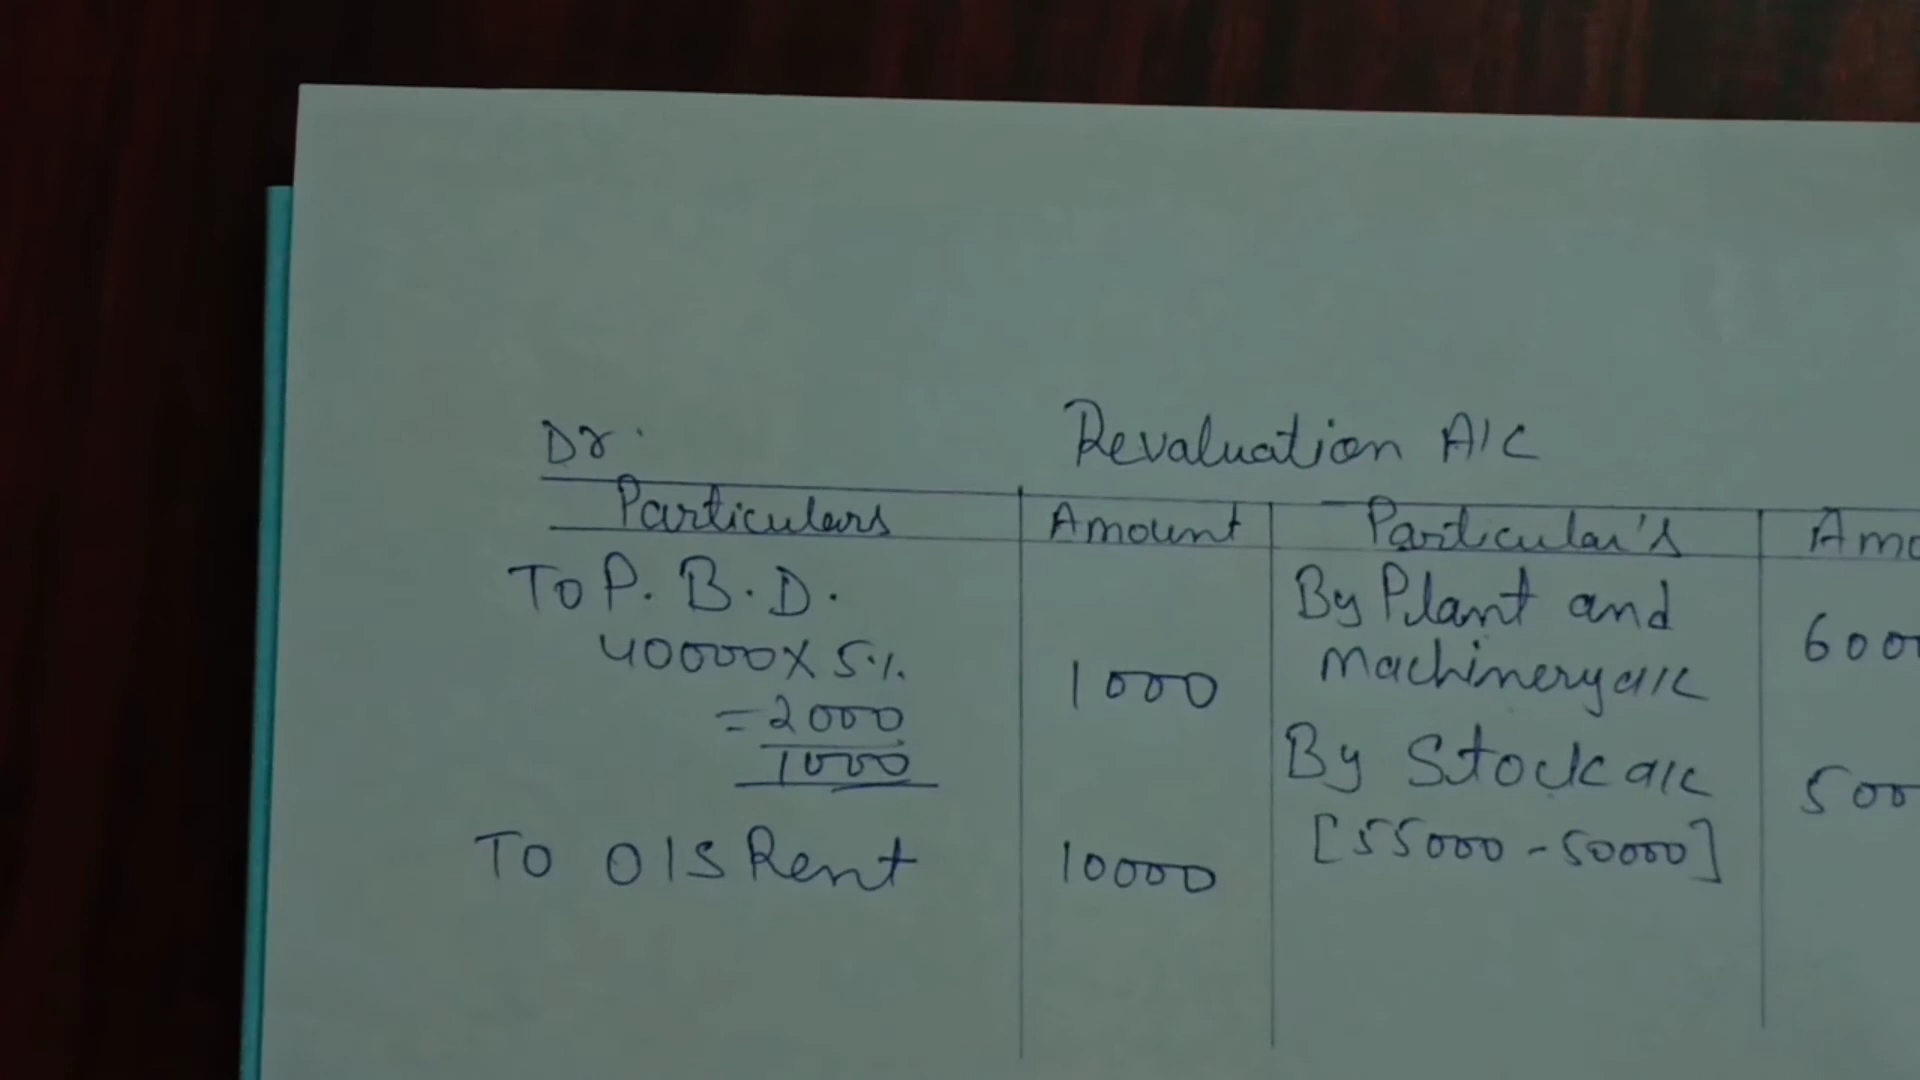 Dr.
Revaluation A/C
Particulars Amount Particular's Amo
To P. B. D. By Plant and
40000 X 5% 1000 Machinery a/c 6000
= 2000 By Stock a/c 500
1000 [55000 - 50000]
To O/S Rent 10000